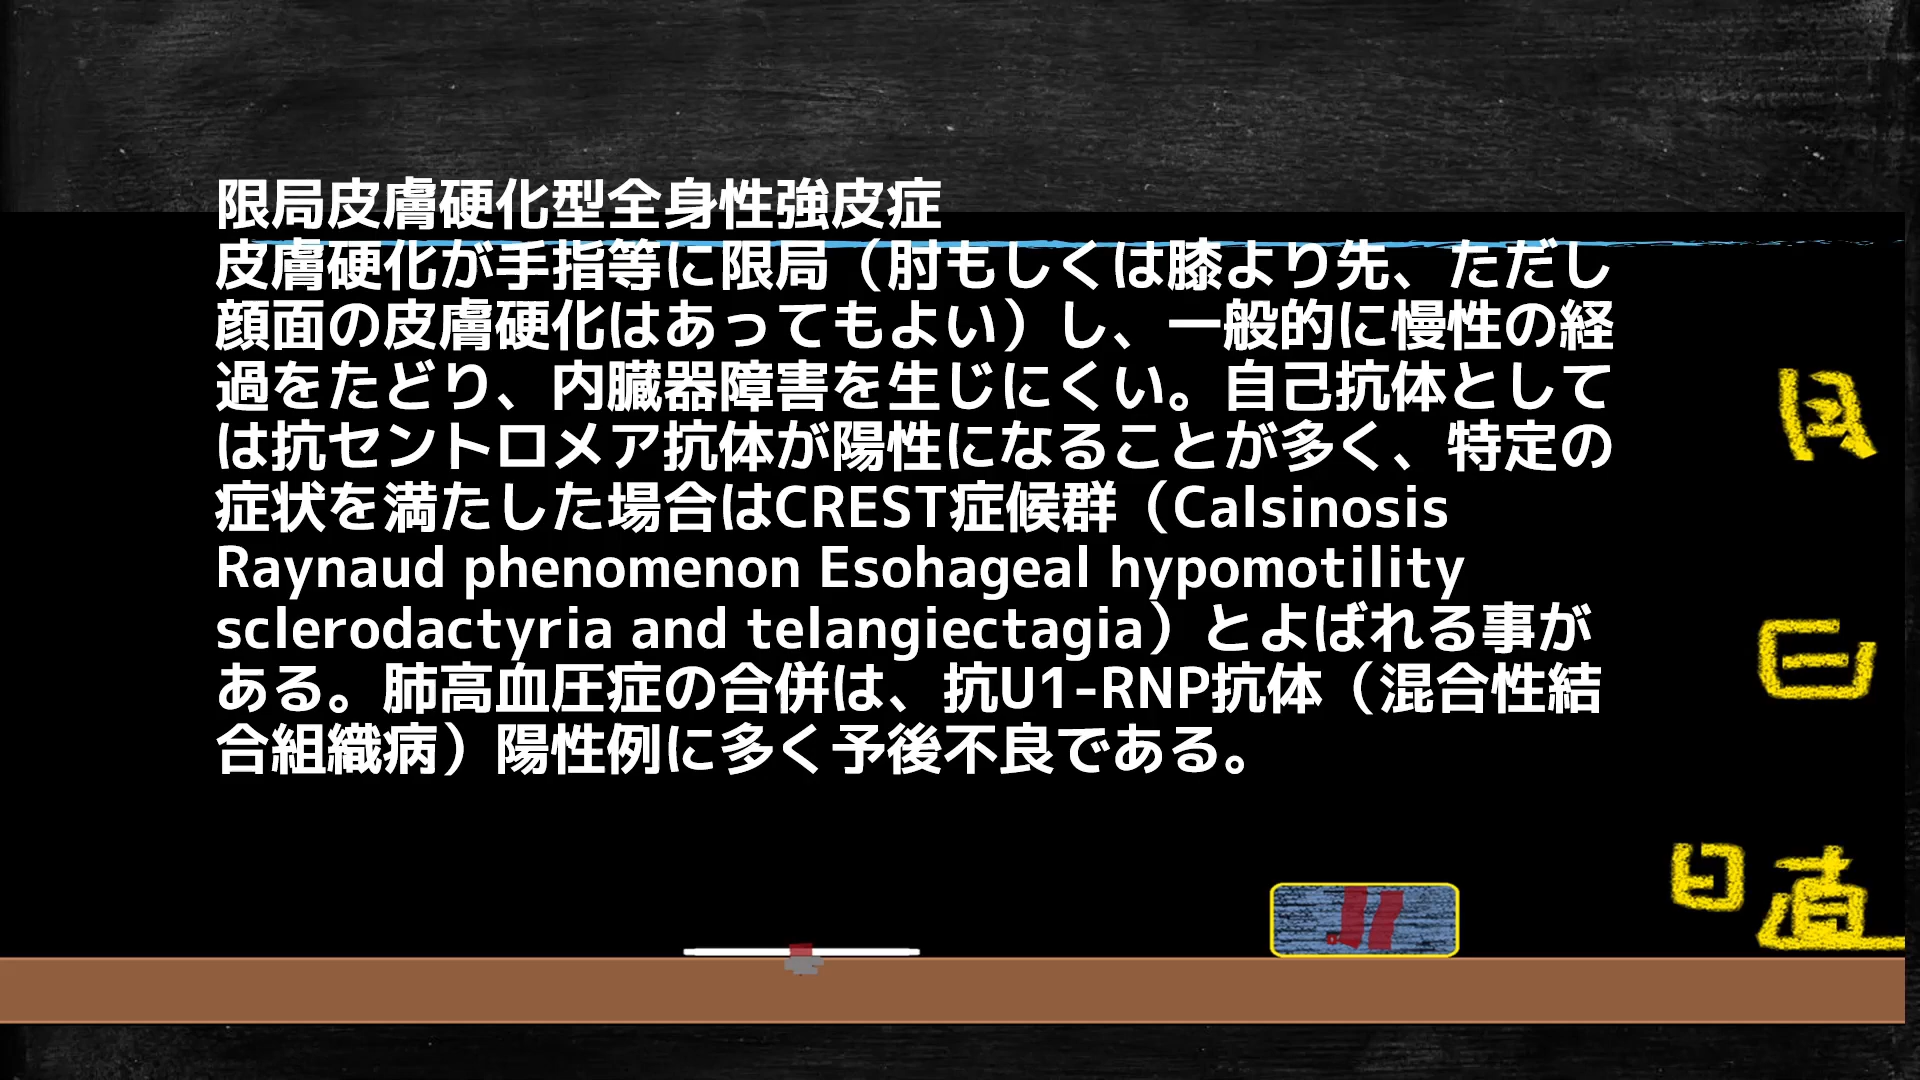 限局皮膚硬化型全身性強皮症
皮膚硬化が手指等に限局（肘もしくは膝より先、ただし
顔面の皮膚硬化はあってもよい）し、一般的に慢性の経
過をたどり、内臓器障害を生じにくい。自己抗体として
は抗セントロメア抗体が陽性になることが多く、特定の
症状を満たした場合はCREST症候群（Calsinosis
Raynaud phenomenon Esohageal hypomotility
sclerodactyria and telangiectagia）とよばれる事が
ある。肺高血圧症の合併は、抗U1-RNP抗体（混合性結
合組織病）陽性例に多く予後不良である。
日直